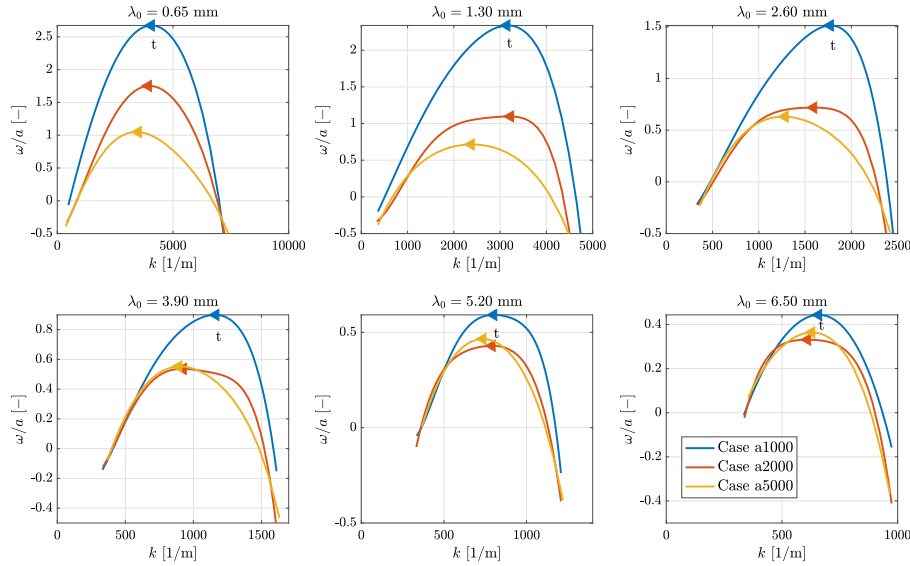 λ₀ = 0.65 mm
2.5
2
1.5
1
0.5
0
-0.5
ω/a [−]
t
0
5000
10000
k [1/m]
λ₀ = 1.30 mm
2
1.5
1
0.5
0
-0.5
ω/a [−]
t
0
1000
2000
3000
4000
5000
k [1/m]
λ₀ = 2.60 mm
1.5
1
0.5
0
-0.5
ω/a [−]
t
0
500
1000
1500
2000
2500
k [1/m]
λ₀ = 3.90 mm
0.8
0.6
0.4
0.2
0
-0.2
-0.4
ω/a [−]
t
0
500
1000
1500
k [1/m]
λ₀ = 5.20 mm
0.5
0
-0.5
ω/a [−]
t
0
500
1000
k [1/m]
λ₀ = 6.50 mm
0.4
0.2
0
-0.2
-0.4
ω/a [−]
t
Case a1000
Case a2000
Case a5000
0
500
1000
k [1/m]